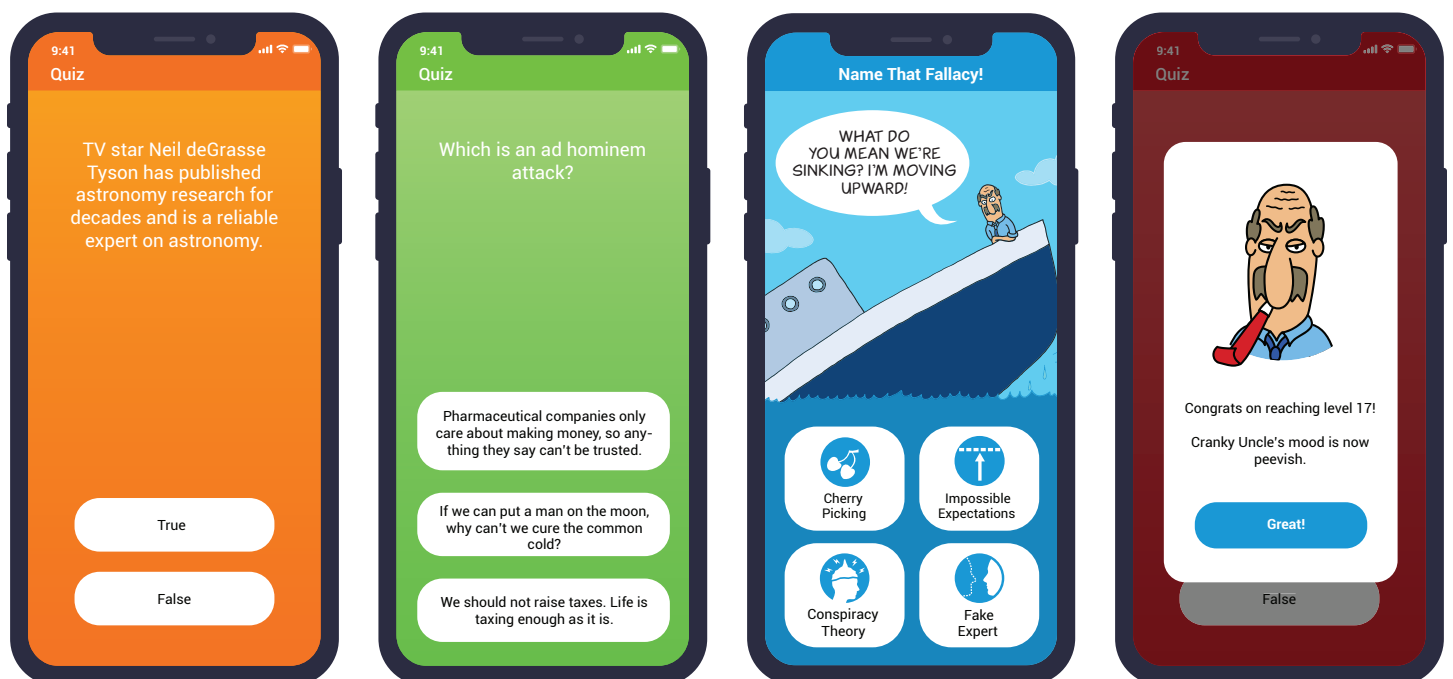 9:41
Quiz
TV star Neil deGrasse
Tyson has published
astronomy research for
decades and is a reliable
expert on astronomy.
True
False
9:41
Quiz
Which is an ad hominem
attack?
Pharmaceutical companies only
care about making money, so any-
thing they say can't be trusted.
If we can put a man on the moon,
why can't we cure the common
cold?
We should not raise taxes. Life is
taxing enough as it is.
Name That Fallacy!
WHAT DO
YOU MEAN WE'RE
SINKING? I'M MOVING
UPWARD!
Cherry
Picking
Impossible
Expectations
Conspiracy
Theory
Fake
Expert
9:41
Quiz
Congrats on reaching level 17!
Cranky Uncle's mood is now
peevish.
Great!
False